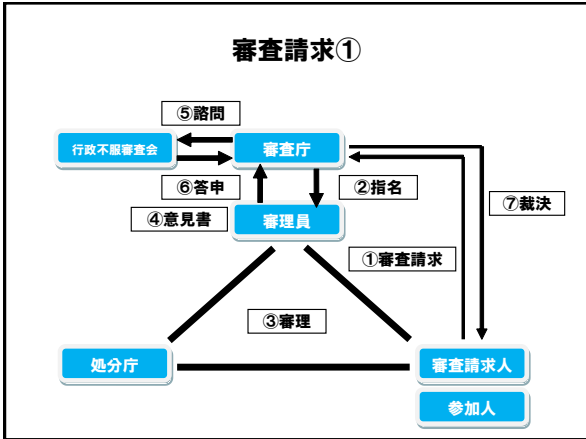 審査請求①
⑤諮問
行政不服審査会
審査庁
⑥答申
②指名
④意見書
審理員
⑦裁決
①審査請求
③審理
処分庁
審査請求人
参加人